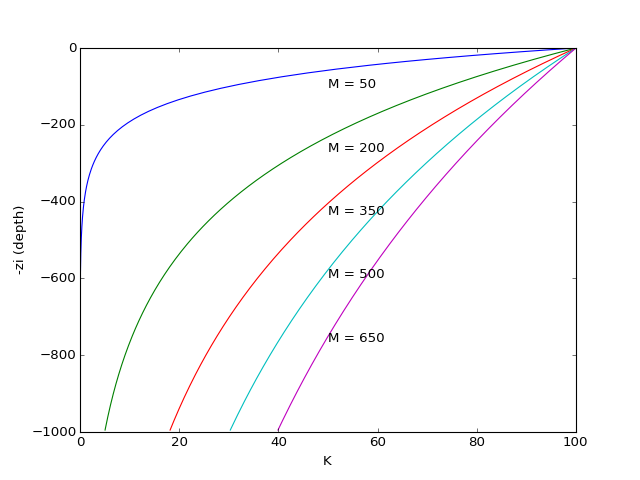 0
M = 50
−200
M = 200
−400
M = 350
-zi (depth)
−600
M = 500
M = 650
−800
−1000
0 20 40 60 80 100
K